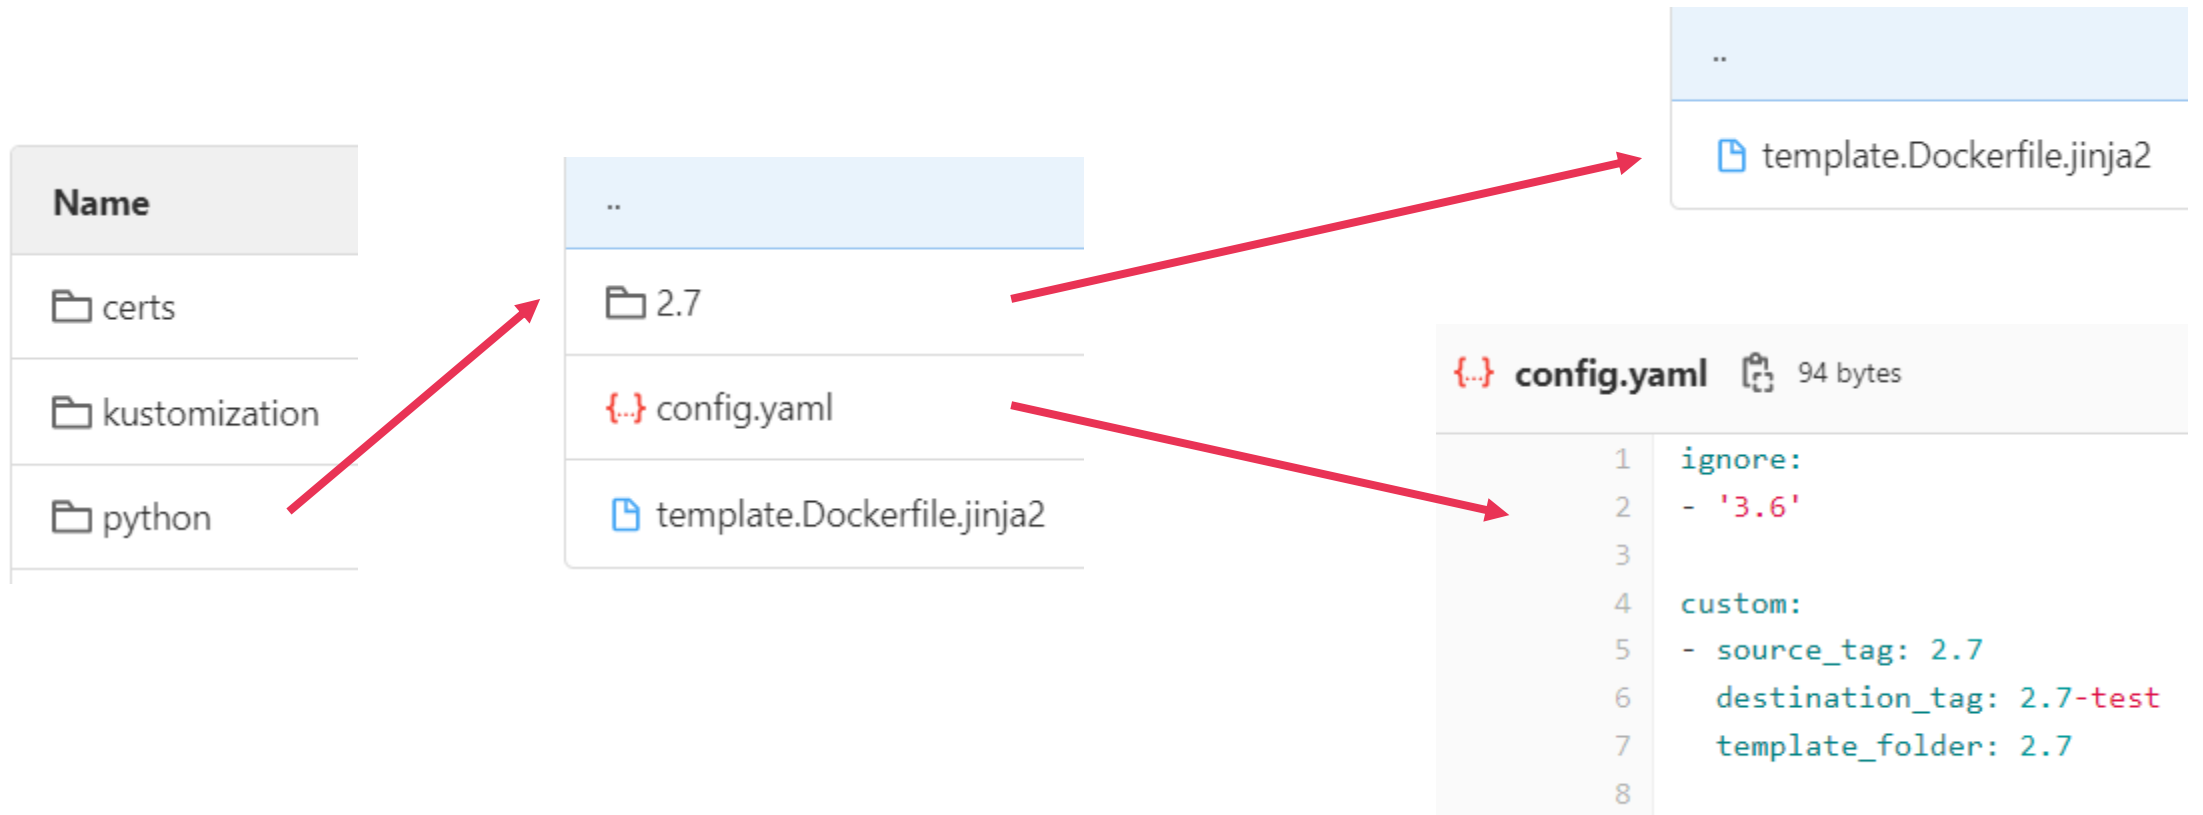 Name
certs
kustomization
python
..
2.7
{...} config.yaml
template.Dockerfile.jinja2
..
template.Dockerfile.jinja2
{...} config.yaml 94 bytes
1 ignore:
2 - '3.6'
3
4 custom:
5 - source_tag: 2.7
6 destination_tag: 2.7-test
7 template_folder: 2.7
8